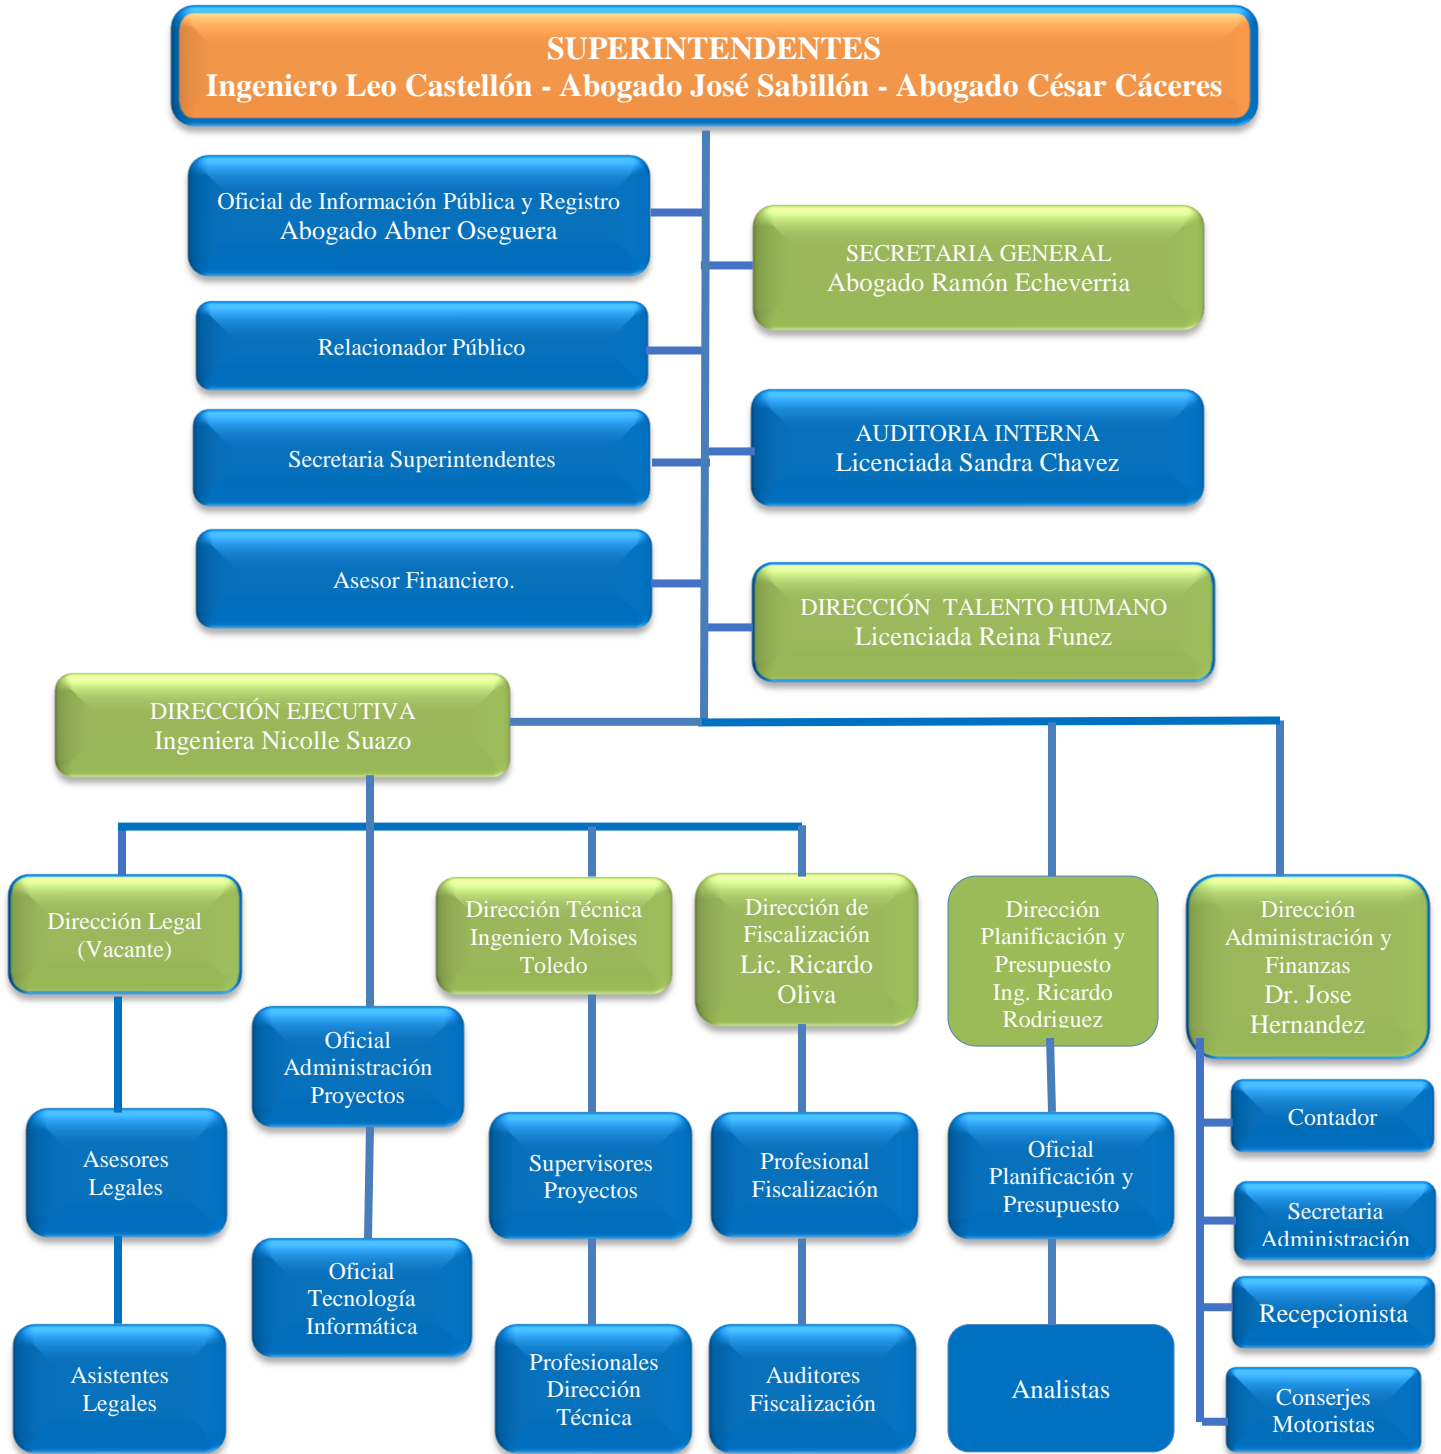 SUPERINTENDENTES
Ingeniero Leo Castellón - Abogado José Sabillón - Abogado César Cáceres
Oficial de Información Pública y Registro
Abogado Abner Oseguera
SECRETARIA GENERAL
Abogado Ramón Echeverria
Relacionador Público
AUDITORIA INTERNA
Licenciada Sandra Chavez
Secretaria Superintendentes
Asesor Financiero.
DIRECCIÓN TALENTO HUMANO
Licenciada Reina Funez
DIRECCIÓN EJECUTIVA
Ingeniera Nicolle Suazo
Dirección Legal
(Vacante)
Dirección Técnica
Ingeniero Moises
Toledo
Dirección de
Fiscalización
Lic. Ricardo
Oliva
Dirección
Planificación y
Presupuesto
Ing. Ricardo
Rodriguez
Dirección
Administración y
Finanzas
Dr. Jose
Hernandez
Oficial
Administración
Proyectos
Asesores
Legales
Supervisores
Proyectos
Profesional
Fiscalización
Oficial
Planificación y
Presupuesto
Contador
Secretaria
Administración
Oficial
Tecnología
Informática
Recepcionista
Asistentes
Legales
Profesionales
Dirección
Técnica
Auditores
Fiscalización
Analistas
Conserjes
Motoristas